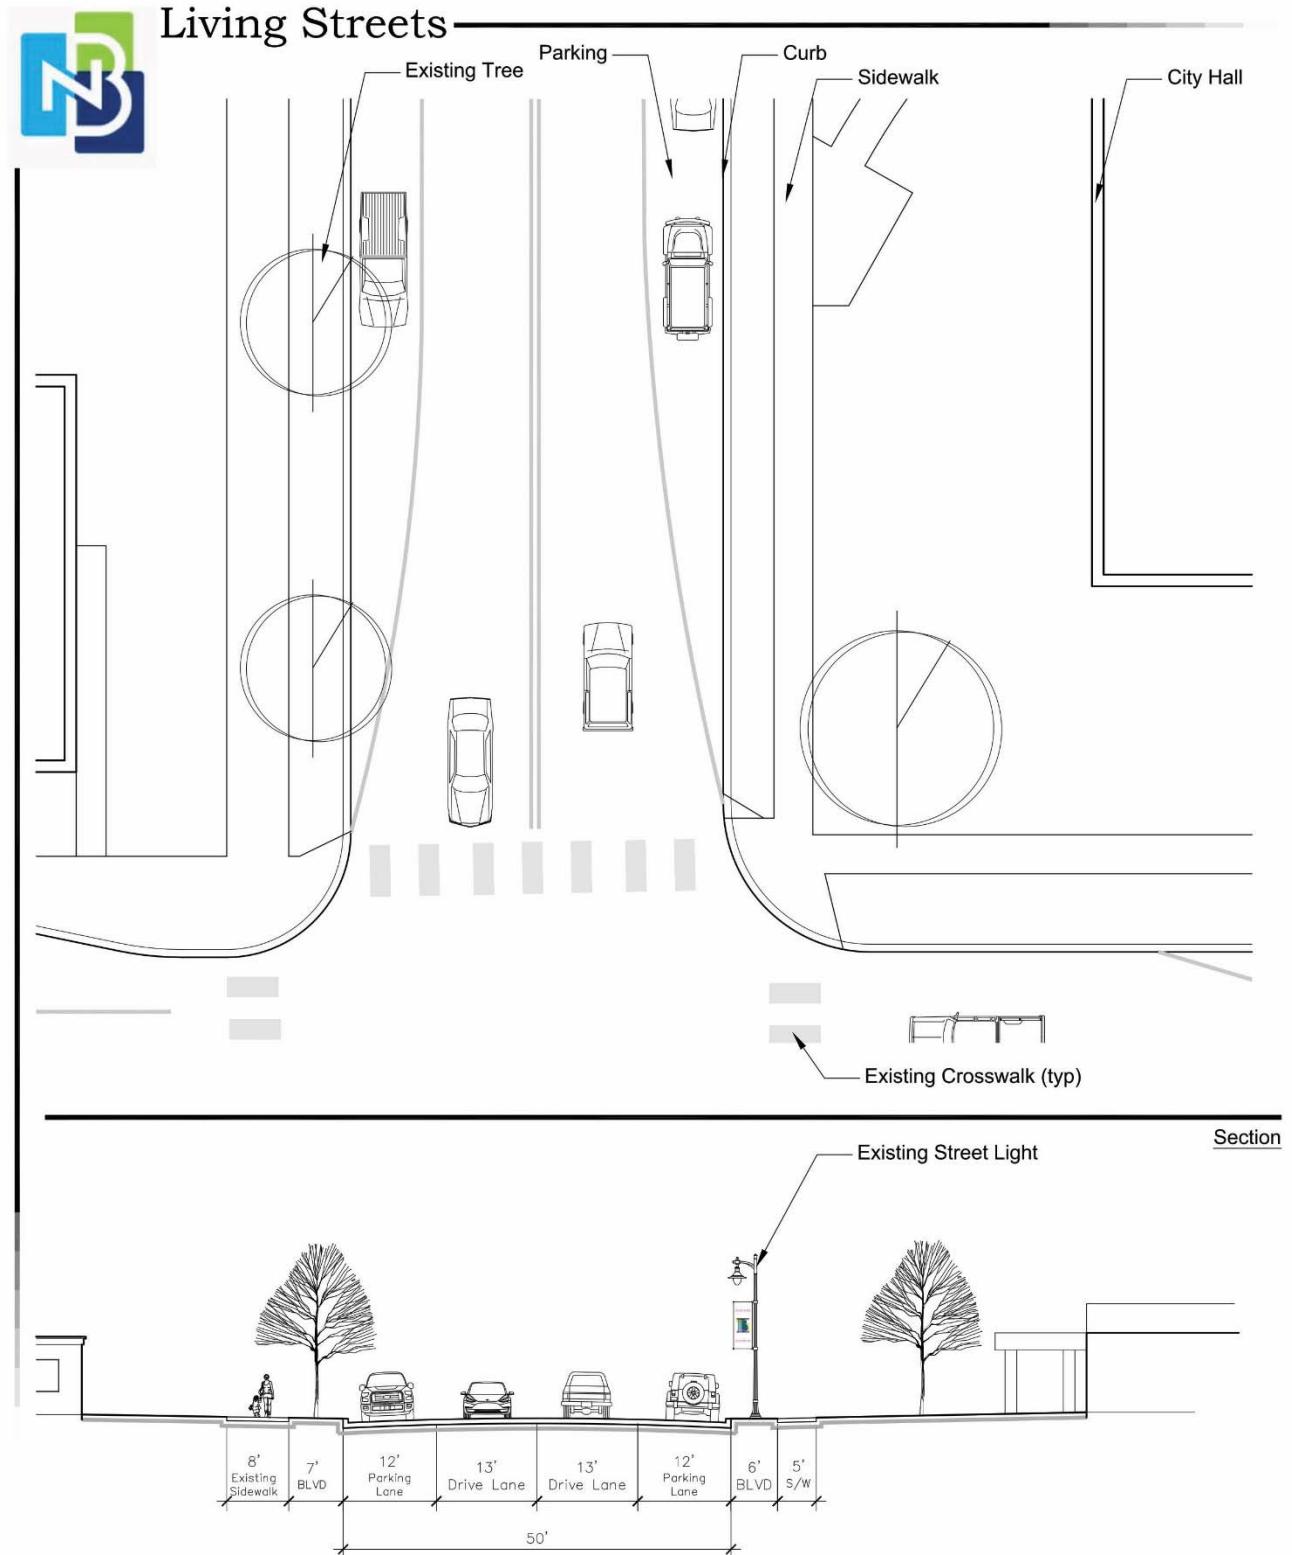 Living Streets
NB
Parking
Curb
Existing Tree
Sidewalk
City Hall
Existing Crosswalk (typ)
Section
Existing Street Light
8'
Existing
Sidewalk
7'
BLVD
12'
Parking
Lane
13'
Drive Lane
13'
Drive Lane
12'
Parking
Lane
6'
BLVD
5'
S/W
50'